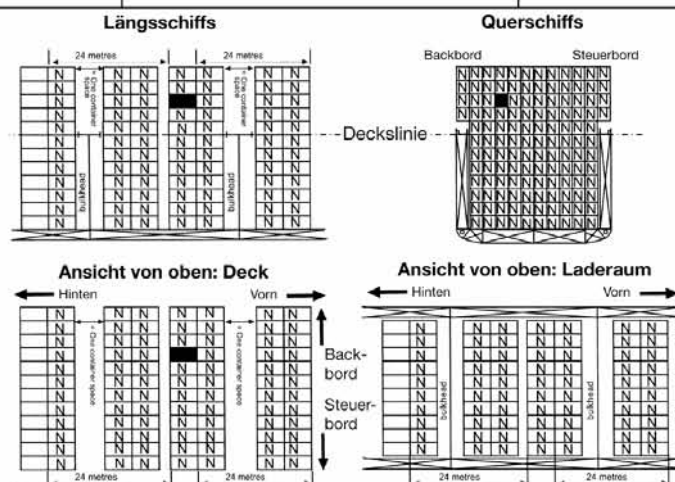 Längsschiffs
24 metres
24 metres
× One container space
× One container space
bulkhead
bulkhead
Querschiffs
Backbord
Steuerbord
Deckslinie
Ansicht von oben: Deck
Hinten
Vorn
× One container space
× One container space
Back-
bord
Steuer-
bord
24 metres
24 metres
Ansicht von oben: Laderaum
Hinten
Vorn
bulkhead
bulkhead
24 metres
24 metres